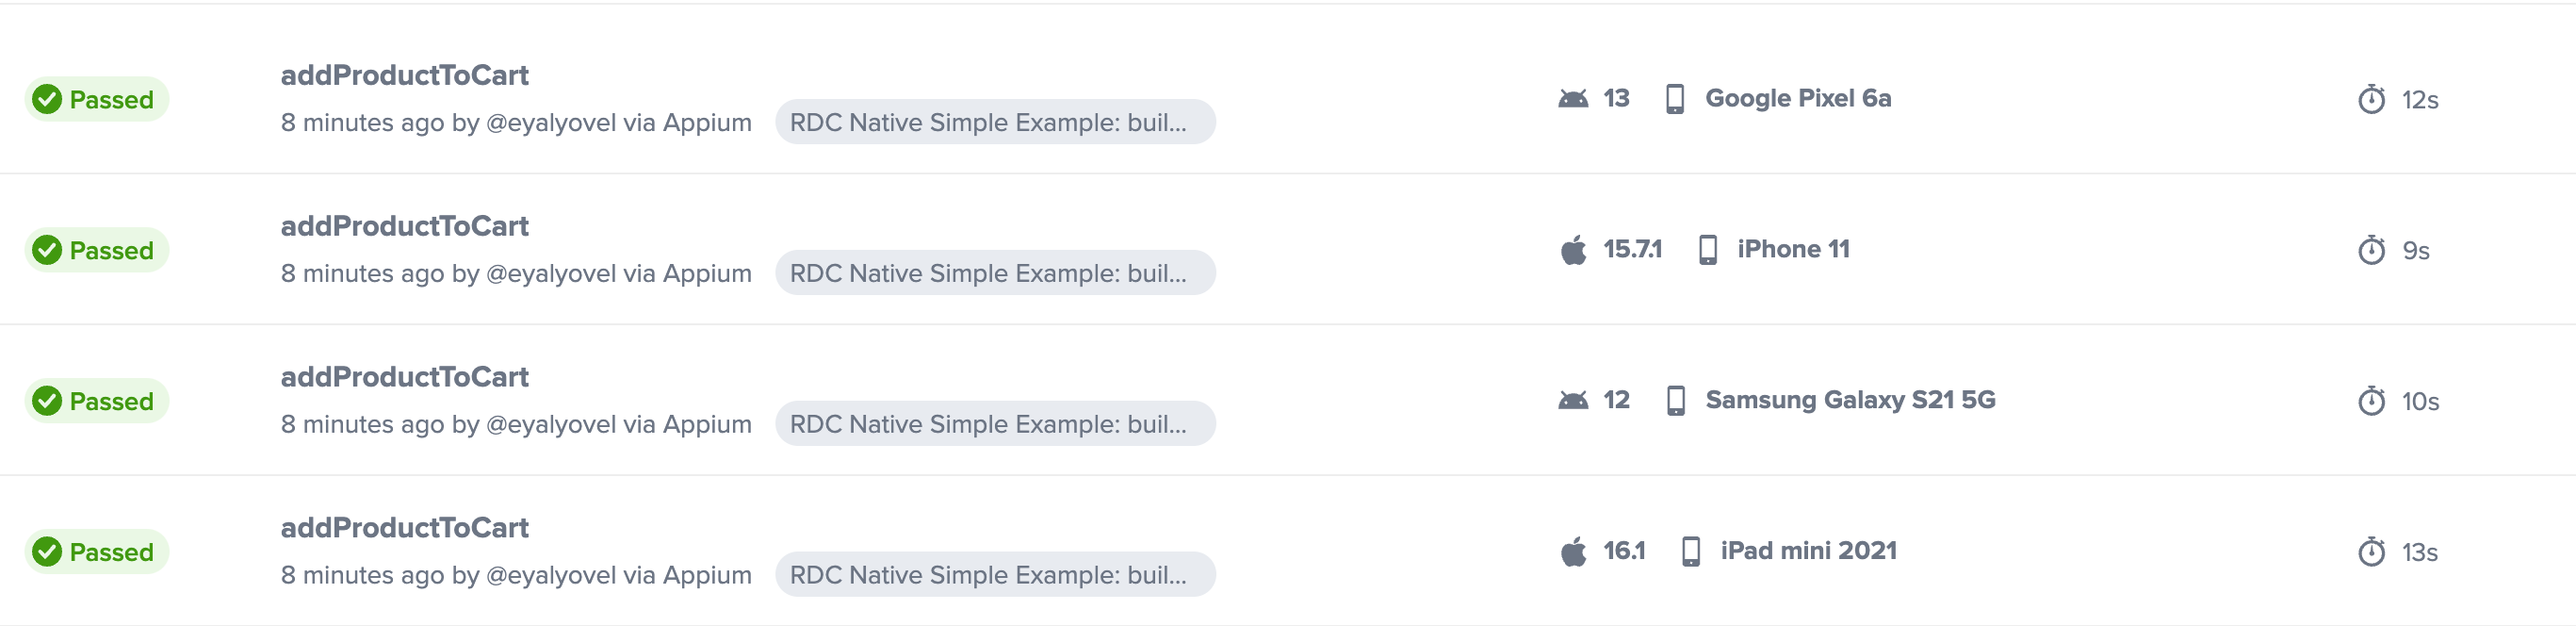 addProductToCart
Passed
8 minutes ago by @eyalyovel via Appium RDC Native Simple Example: buil...
13 Google Pixel 6a
12s
addProductToCart
Passed
8 minutes ago by @eyalyovel via Appium RDC Native Simple Example: buil...
15.7.1 iPhone 11
9s
addProductToCart
Passed
8 minutes ago by @eyalyovel via Appium RDC Native Simple Example: buil...
12 Samsung Galaxy S21 5G
10s
addProductToCart
Passed
8 minutes ago by @eyalyovel via Appium RDC Native Simple Example: buil...
16.1 iPad mini 2021
13s